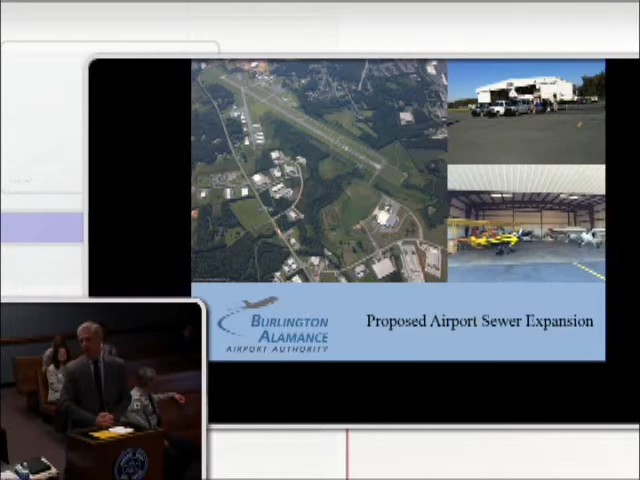 BURLINGTON
ALAMANCE
AIRPORT AUTHORITY
Proposed Airport Sewer Expansion